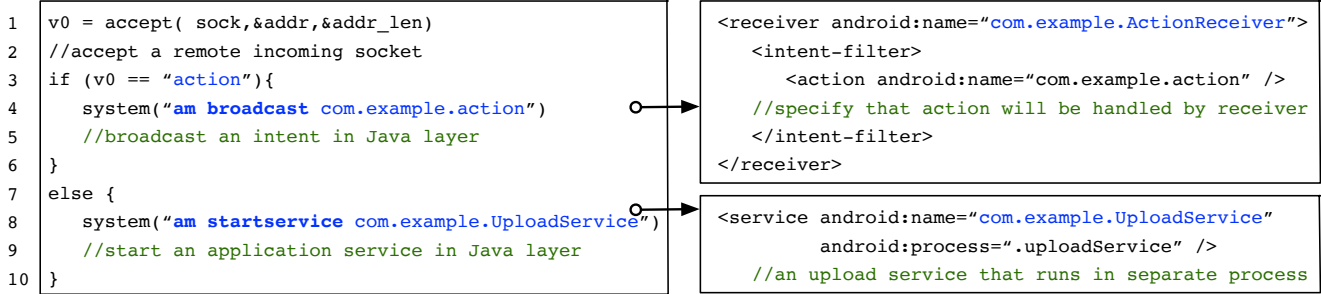 1 v0 = accept( sock,&addr,&addr_len)
2 //accept a remote incoming socket
3 if (v0 == “action”){
4 system(“am broadcast com.example.action”)
5 //broadcast an intent in Java layer
6 }
7 else {
8 system(“am startservice com.example.UploadService”)
9 //start an application service in Java layer
10 }
<receiver android:name=“com.example.ActionReceiver”>
<intent-filter>
<action android:name=“com.example.action” />
//specify that action will be handled by receiver
</intent-filter>
</receiver>
<service android:name=“com.example.UploadService”
android:process=“.uploadService” />
//an upload service that runs in separate process